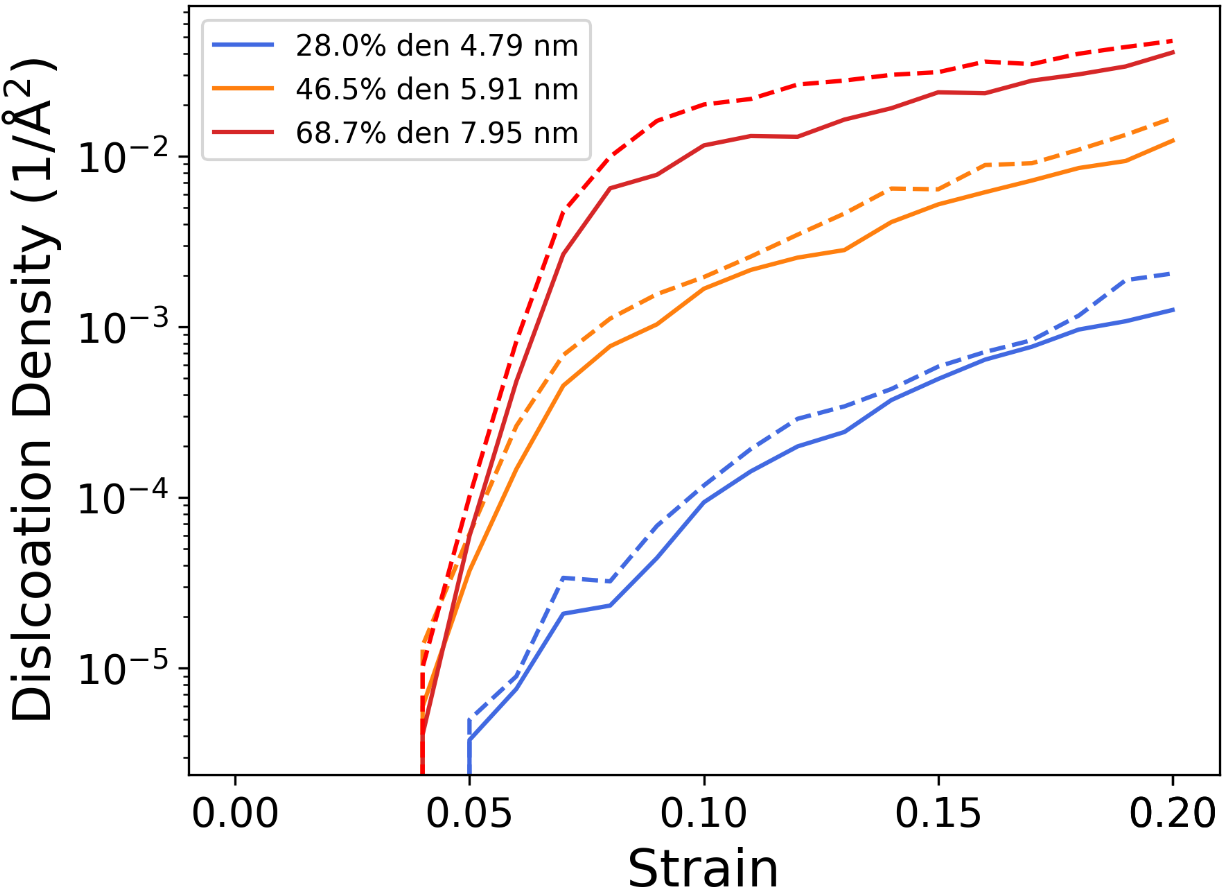 28.0% den 4.79 nm
46.5% den 5.91 nm
68.7% den 7.95 nm
Dislcoation Density (1/Å²)
10⁻²
10⁻³
10⁻⁴
10⁻⁵
0.00 0.05 0.10 0.15 0.20
Strain